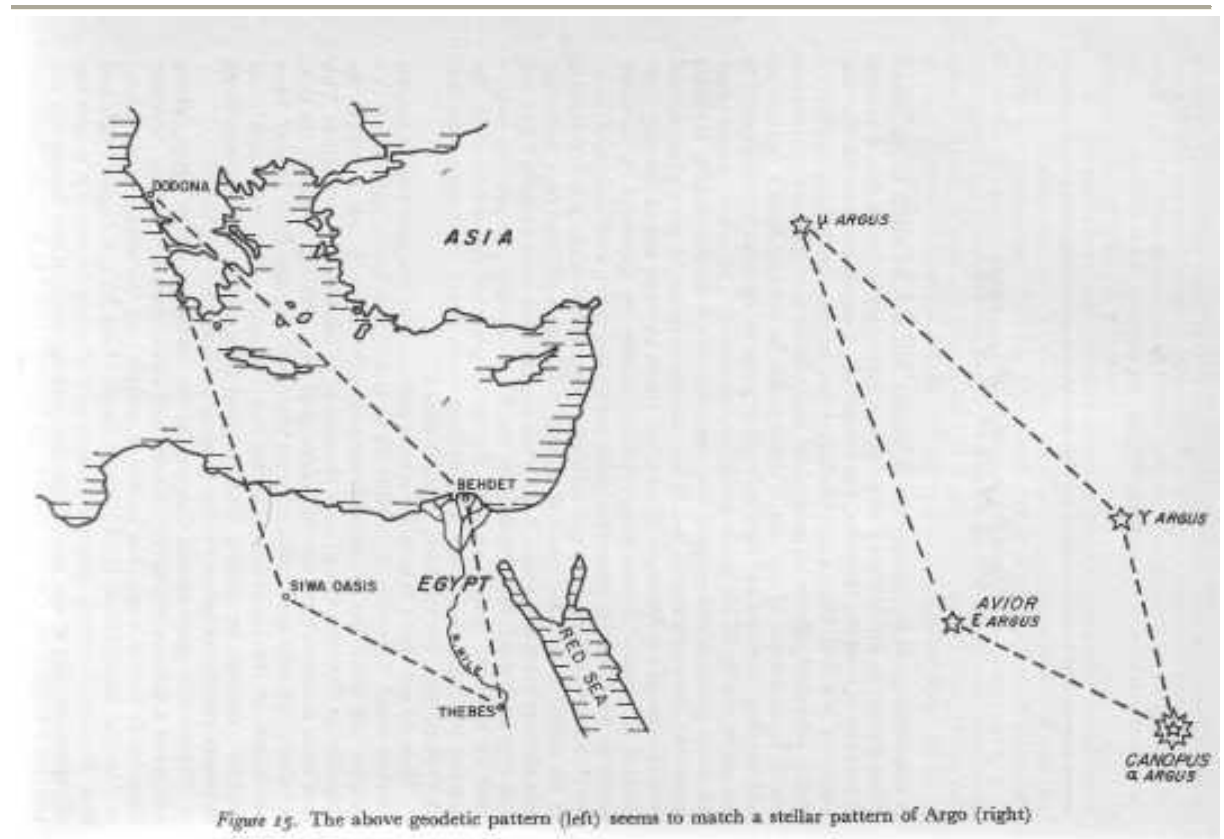 DODONA
ASIA
BEHDET
SIWA OASIS
EGYPT
R. NILE
RED SEA
THEBES
μ ARGUS
γ ARGUS
AVIOR
ε ARGUS
CANOPUS
α ARGUS
Figure 15. The above geodetic pattern (left) seems to match a stellar pattern of Argo (right)